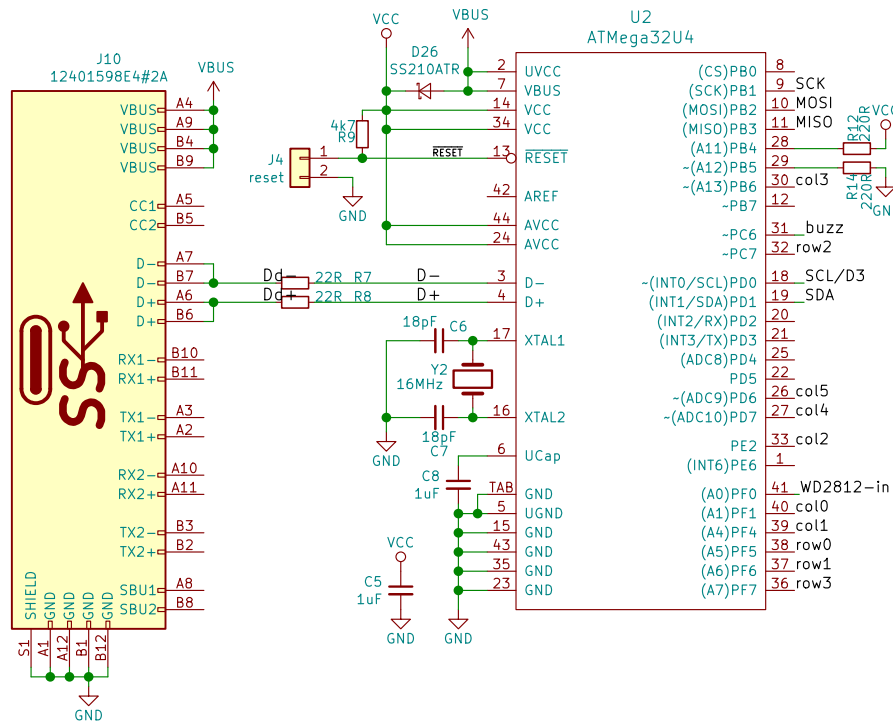 J10
12401598E4#2A
VBUS
VBUS A4
VBUS A9
VBUS B4
VBUS B9
CC1 A5
CC2 B5
D- A7
D- B7
D+ A6
D+ B6
RX1- B10
RX1+ B11
TX1- A3
TX1+ A2
RX2- A10
RX2+ A11
TX2- B3
TX2+ B2
SBU1 A8
SBU2 B8
SS
SHIELD GND GND GND GND
S1 A1 A12 B1 B12
GND
VCC
VBUS
D26
SS210ATR
4k7
R9
J4
reset
1
2
GND
RESET
Dd- 22R R7 D-
Dd+ 22R R8 D+
18pF C6
Y2
16MHz
18pF
C7
GND
C8
1uF
VCC
C5
1uF
GND
GND
U2
ATMega32U4
2 UVCC
7 VBUS
14 VCC
34 VCC
13 RESET
42 AREF
44 AVCC
24 AVCC
3 D-
4 D+
17 XTAL1
16 XTAL2
6 UCap
TAB GND
5 UGND
15 GND
43 GND
35 GND
23 GND
(CS)PB0 8
(SCK)PB1 9 SCK
(MOSI)PB2 10 MOSI
(MISO)PB3 11 MISO
(A11)PB4 28
~(A12)PB5 29
~(A13)PB6 30 col3
~PB7 12
~PC6 31 buzz
~PC7 32 row2
~(INT0/SCL)PD0 18 SCL/D3
(INT1/SDA)PD1 19 SDA
(INT2/RX)PD2 20
(INT3/TX)PD3 21
(ADC8)PD4 25
PD5 22
~(ADC9)PD6 26 col5
~(ADC10)PD7 27 col4
PE2 33 col2
(INT6)PE6 1
(A0)PF0 41 WD2812-in
(A1)PF1 40 col0
(A4)PF4 39 col1
(A5)PF5 38 row0
(A6)PF6 37 row1
(A7)PF7 36 row3
R12
220R
VCC
R14
220R
GN